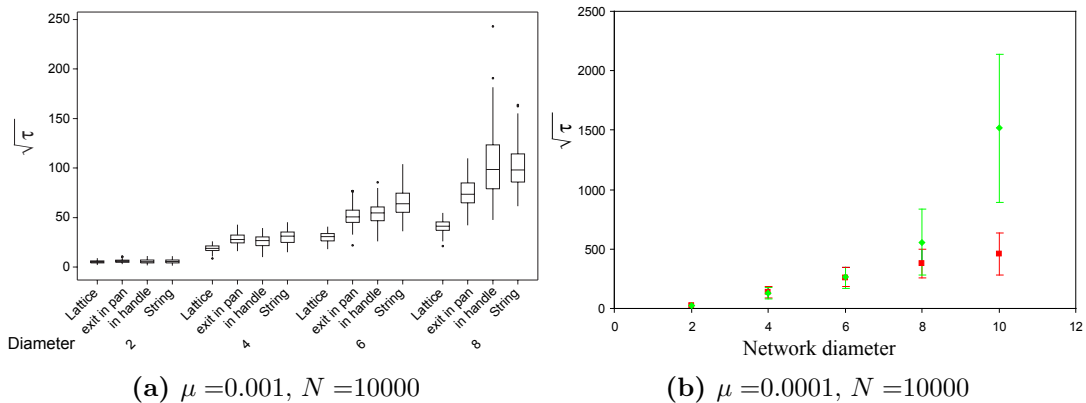 250
200
150
100
50
0
√τ
Lattice
exit in pan
in handle
String
Lattice
exit in pan
in handle
String
Lattice
exit in pan
in handle
String
Lattice
exit in pan
in handle
String
Diameter 2 4 6 8
(a) μ =0.001, N =10000
2500
2000
1500
1000
500
0
√τ
0 2 4 6 8 10 12
Network diameter
(b) μ =0.0001, N =10000